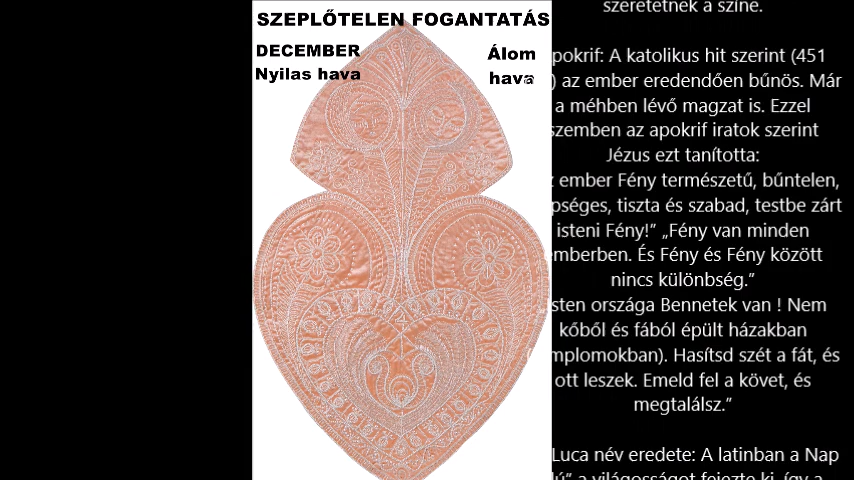 SZEPLŐTELEN FOGANTATÁS
DECEMBER
Nyilas hava
Álom
hava
szeretetnek a színe.
pokrif: A katolikus hit szerint (451
) az ember eredendően bűnös. Már
a méhben lévő magzat is. Ezzel
szemben az apokrif iratok szerint
Jézus ezt tanította:
z ember Fény természetű, bűntelen,
pséges, tiszta és szabad, testbe zárt
isteni Fény!” „Fény van minden
emberben. És Fény és Fény között
nincs különbség.”
sten országa Bennetek van ! Nem
kőből és fából épült házakban
mplomokban). Hasítsd szét a fát, és
ott leszek. Emeld fel a követ, és
megtalálsz.”
Luca név eredete: A latinban a Nap
ú” a világosságot fejezte ki, így a